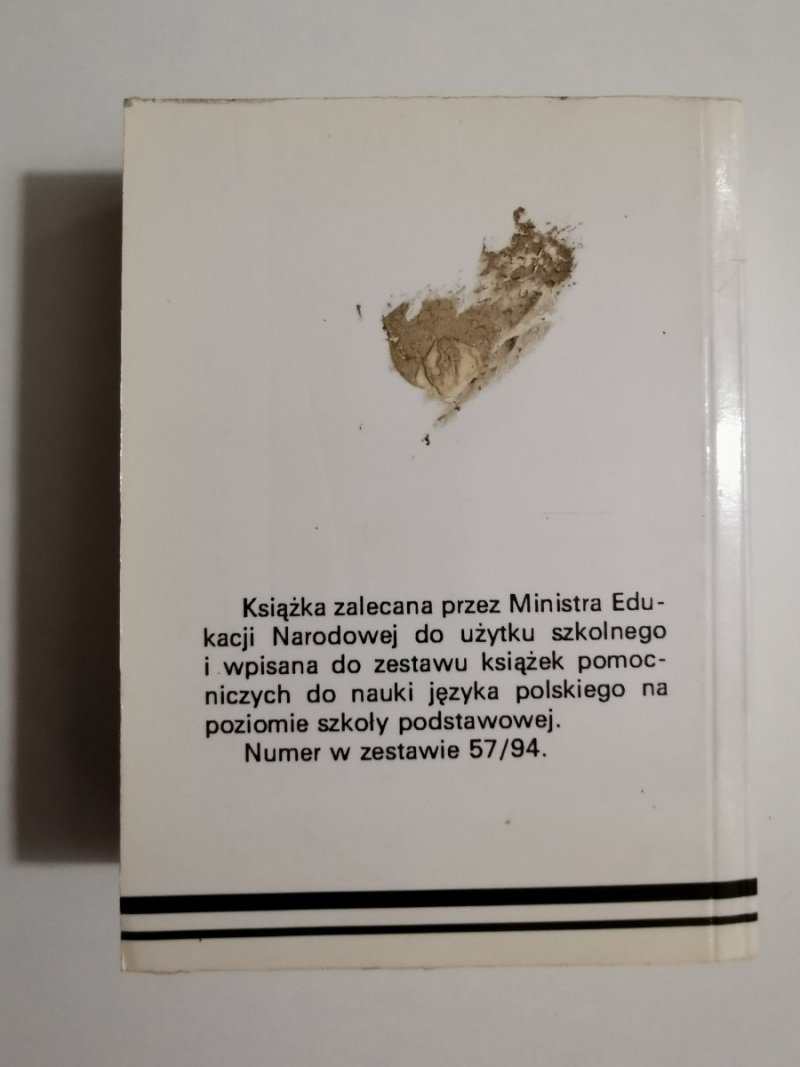 Książka zalecana przez Ministra Edu-
kacji Narodowej do użytku szkolnego
i wpisana do zestawu książek pomoc-
niczych do nauki języka polskiego na
poziomie szkoły podstawowej.
Numer w zestawie 57/94.